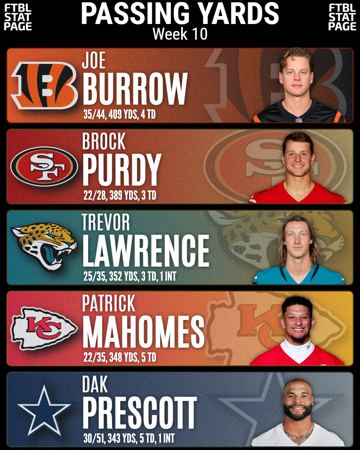 FTBL
STAT
PAGE
PASSING YARDS
Week 10
FTBL
STAT
PAGE
JOE
BURROW
35/44, 409 YDS, 4 TD
BROCK
PURDY
22/28, 389 YDS, 3 TD
SF
TREVOR
LAWRENCE
25/35, 352 YDS, 3 TD, 1 INT
PATRICK
MAHOMES
22/35, 348 YDS, 5 TD
KC
DAK
PRESCOTT
30/51, 343 YDS, 5 TD, 1 INT